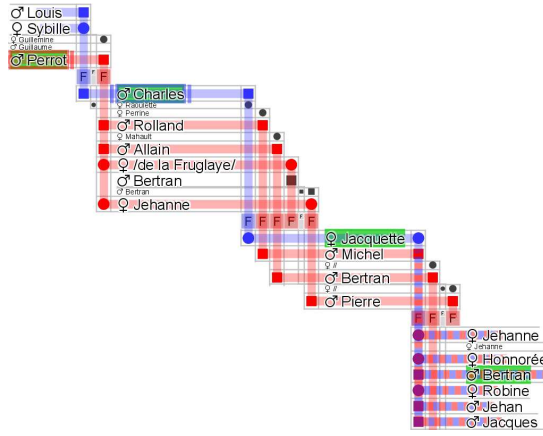 ♂ Louis
♀ Sybille
♀ Guillemine
♂ Guillaume
♂ Perrot
F F F
♂ Charles
♀ Raoulette
♀ Perrine
♂ Rolland
♀ Mahault
♂ Allain
♀ /de la Fruglaye/
♂ Bertran
♂ Bertran
♀ Jehanne
F F F F F
♀ Jacquette
♂ Michel
♀ //
♂ Bertran
♀ //
♂ Pierre
F F F F
♀ Jehanne
♀ Jehanne
♀ Honnorée
♂ Bertran
♀ Robine
♂ Jehan
♂ Jacques